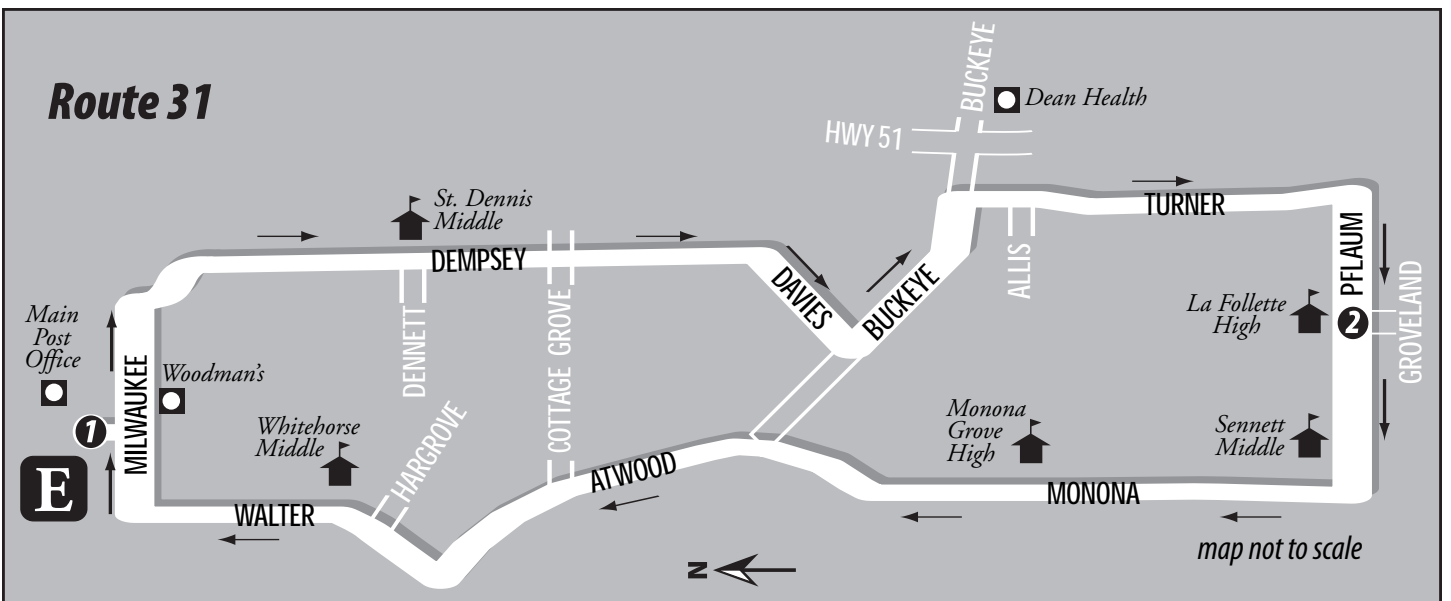 Route 31
BUCKEYE
Dean Health
HWY 51
St. Dennis
Middle
TURNER
DEMPSEY
ALLIS
PFLAUM
DAVIES
BUCKEYE
Main
Post
Office
La Follette
High
2
GROVELAND
DENNETT
COTTAGE GROVE
MILWAUKEE
Woodman's
1
Whitehorse
Middle
HARGROVE
Monona
Grove
High
Sennett
Middle
E
ATWOOD
MONONA
WALTER
N
map not to scale